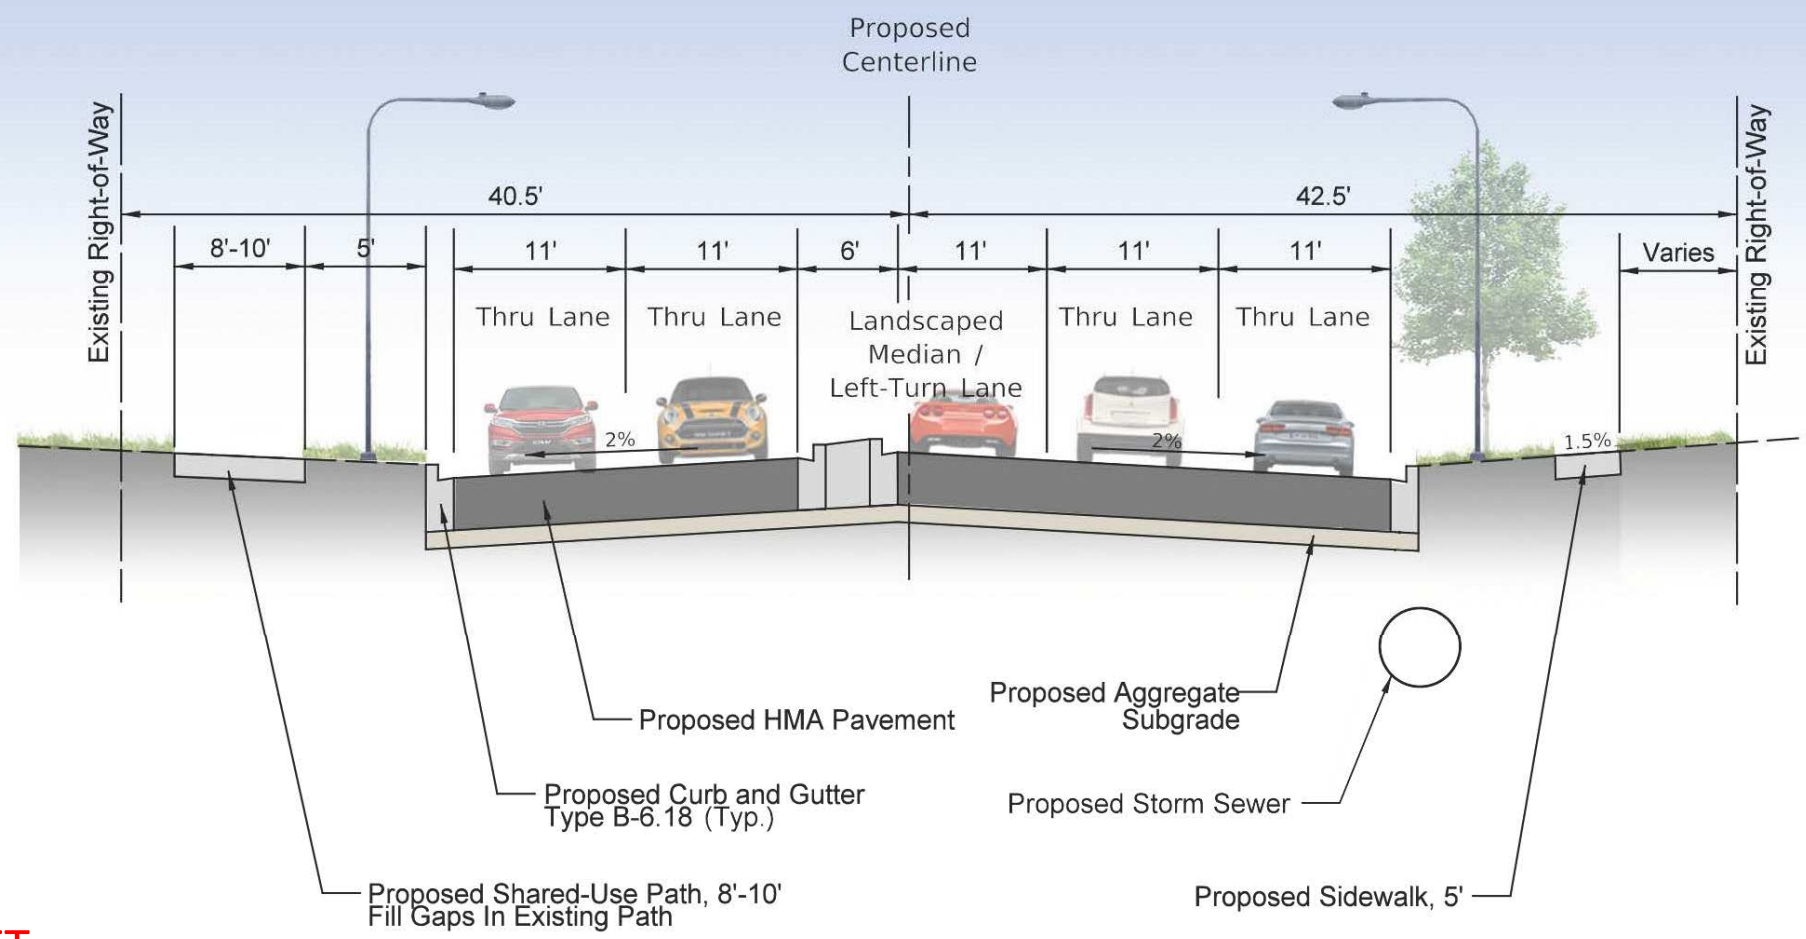 Proposed
Centerline
Existing Right-of-Way
Existing Right-of-Way
40.5'
42.5'
8'-10'
5'
11'
11'
6'
11'
11'
11'
Varies
Thru Lane
Thru Lane
Landscaped
Median /
Left-Turn Lane
Thru Lane
Thru Lane
2%
2%
1.5%
Proposed HMA Pavement
Proposed Aggregate
Subgrade
Proposed Curb and Gutter
Type B-6.18 (Typ.)
Proposed Storm Sewer
Proposed Shared-Use Path, 8'-10'
Fill Gaps In Existing Path
Proposed Sidewalk, 5'